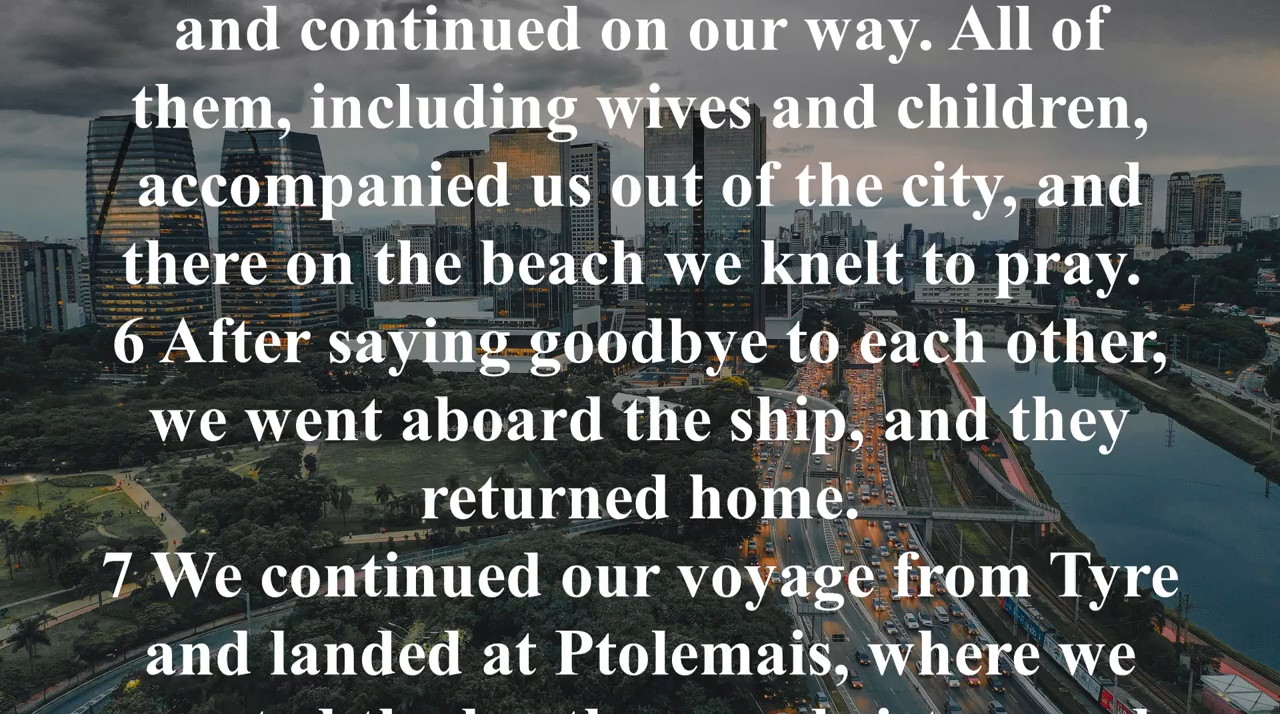 and continued on our way. All of
them, including wives and children,
accompanied us out of the city, and
there on the beach we knelt to pray.
6 After saying goodbye to each other,
we went aboard the ship, and they
returned home.
7 We continued our voyage from Tyre
and landed at Ptolemais, where we